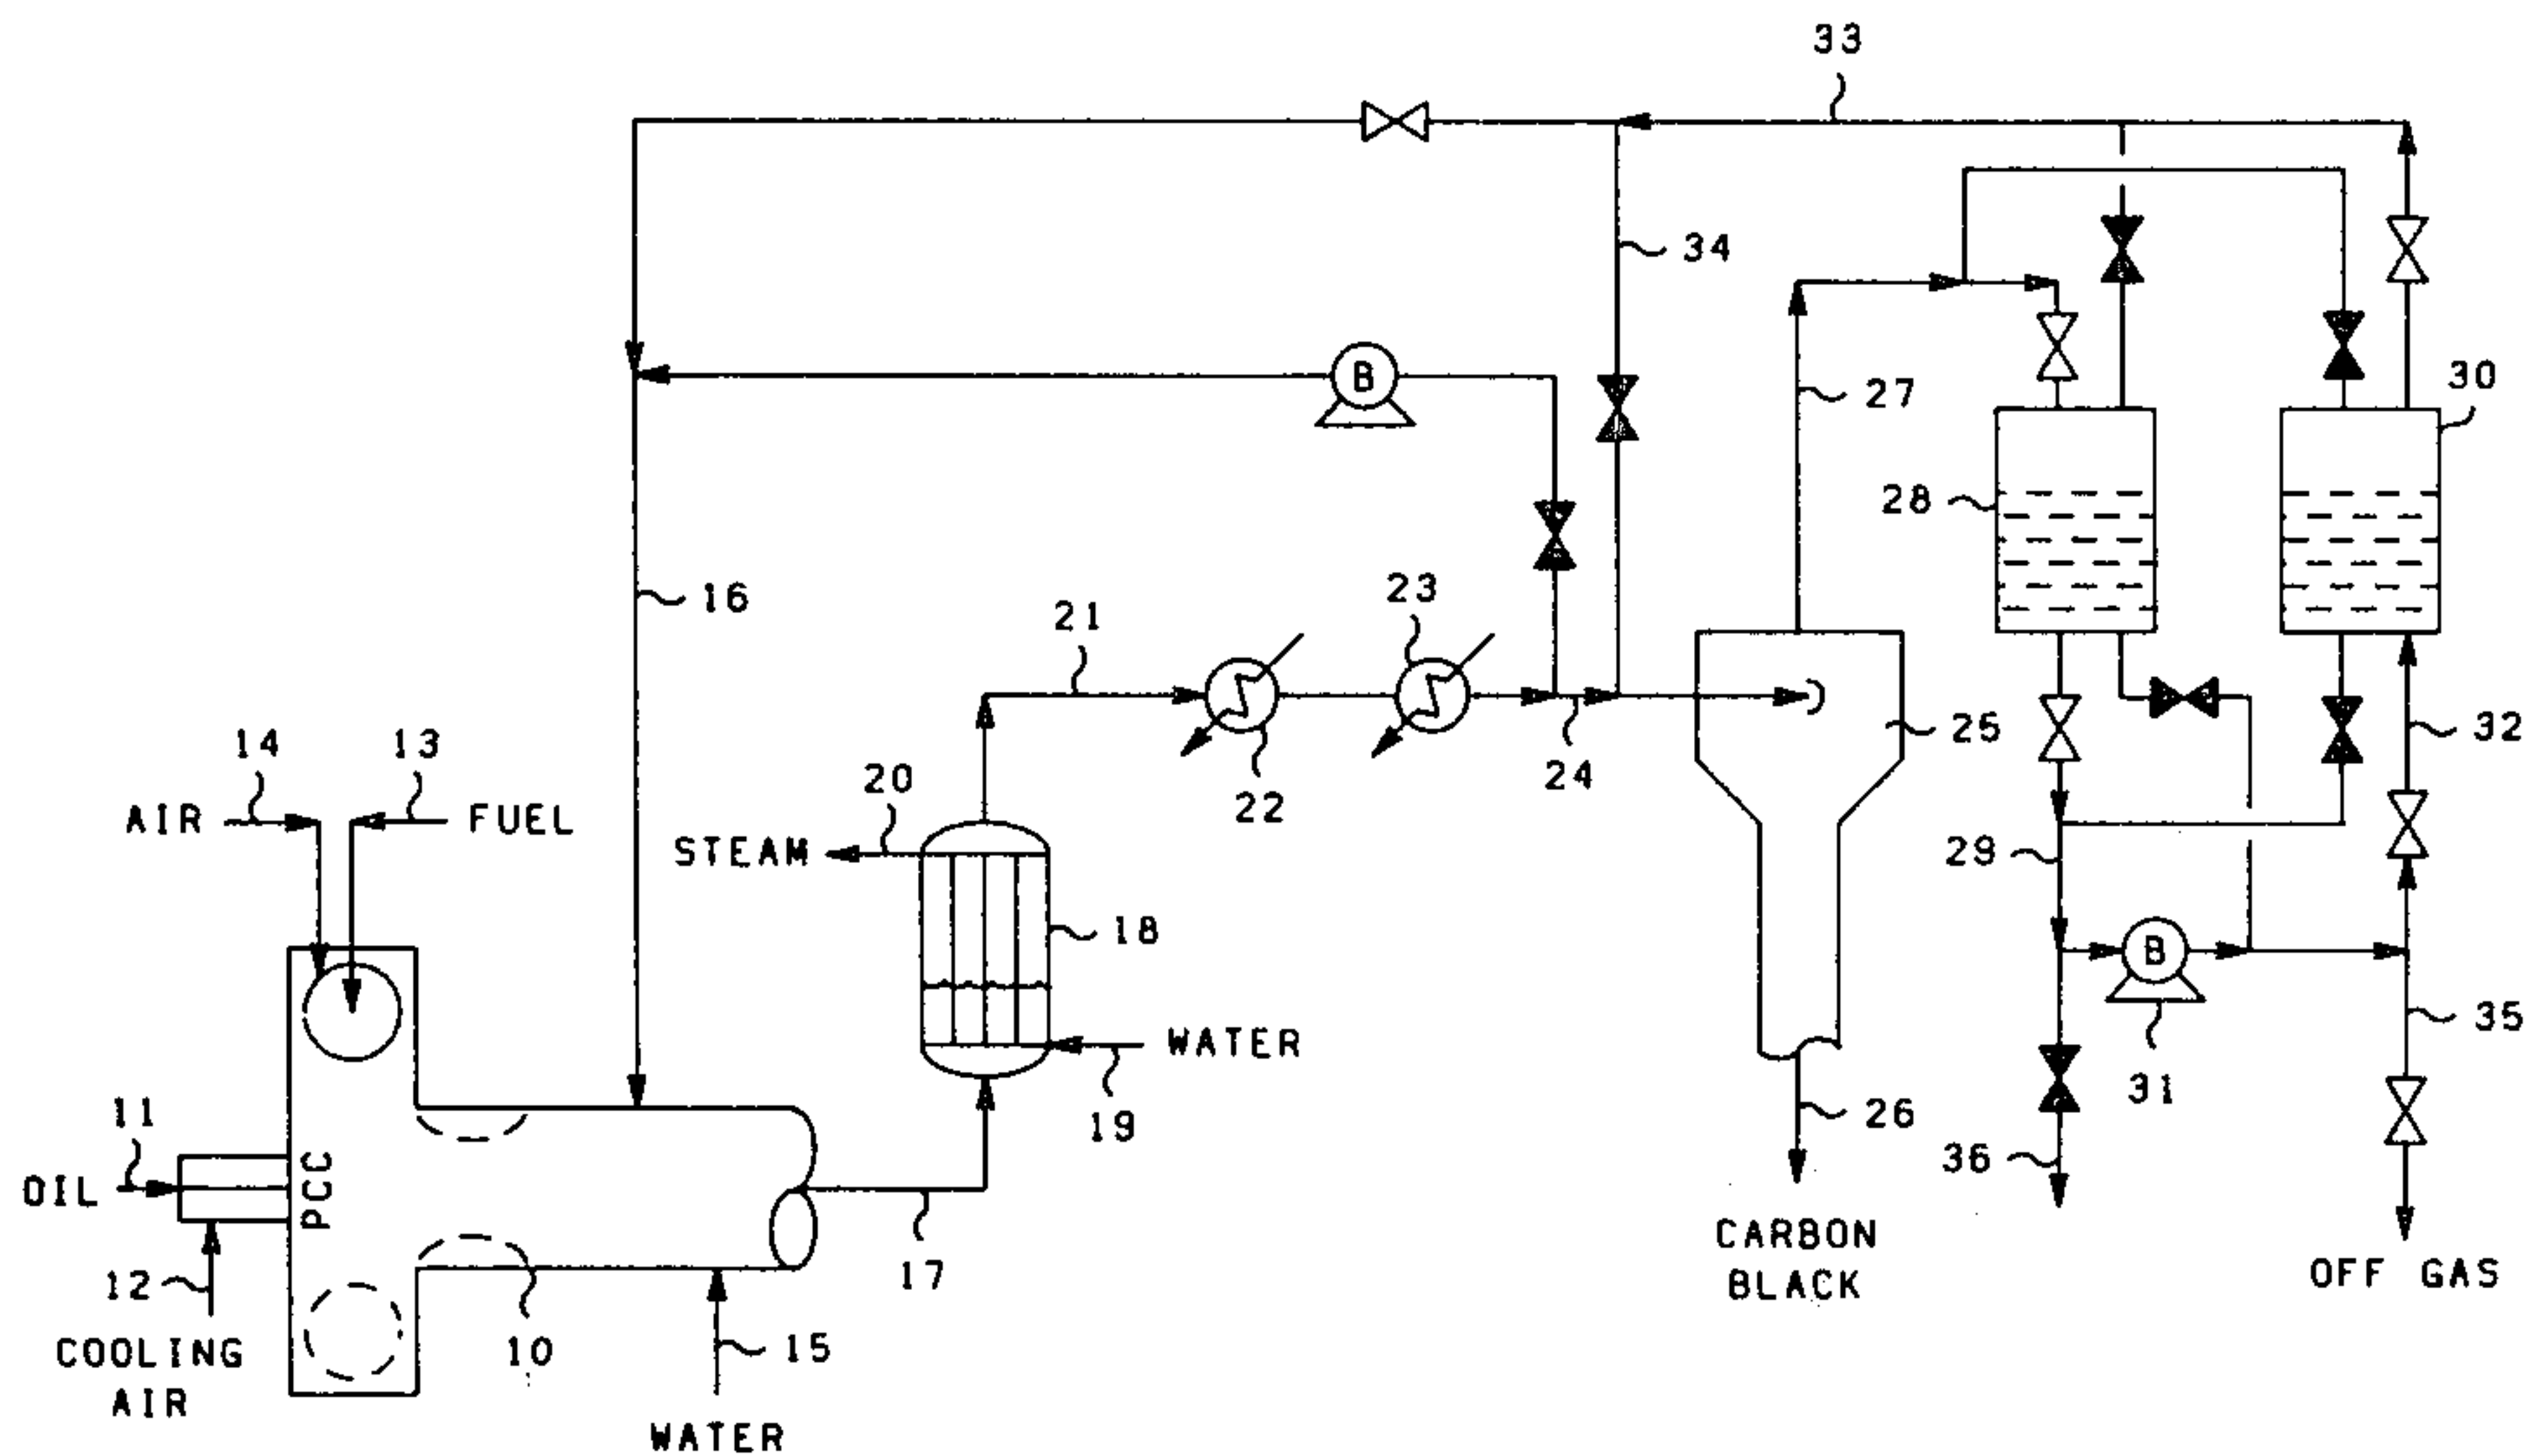 33
34
B
27
30
28
16
21
23
14
13
20
22
24
25
32
AIR
FUEL
STEAM
29
18
B
WATER
35
11
19
26
31
OIL
PCC
36
12
17
CARBON
BLACK
OFF GAS
COOLING
AIR
10
15
WATER